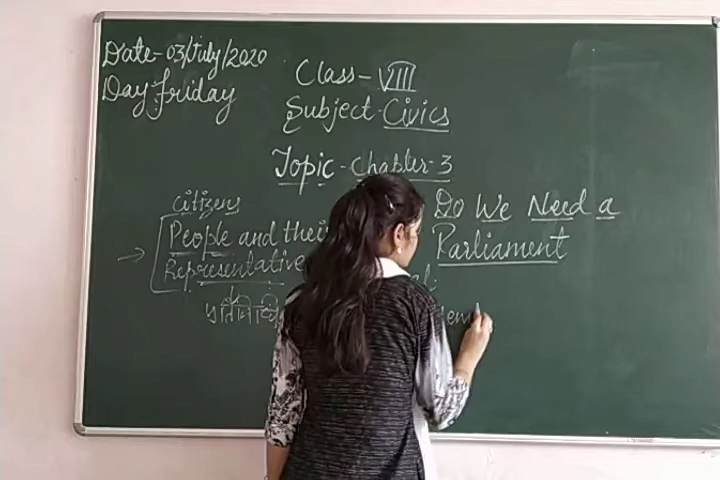 Date- 03/July/2020
Day:friday
Class- VIII
Subject- Civics
Topic - Chapter-3
Do We Need a
Parliament
citizens
People and their
Representative
प्रतिनिधि